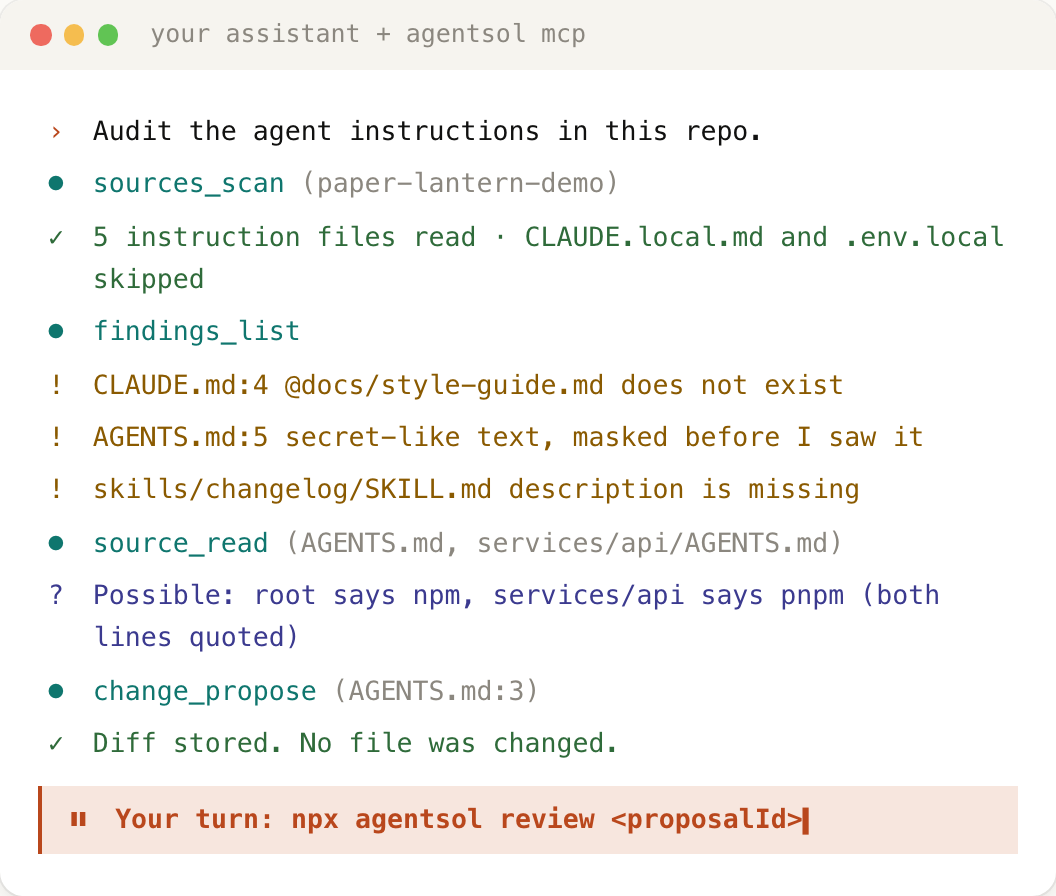 your assistant + agentsol mcp
› Audit the agent instructions in this repo.
● sources_scan (paper-lantern-demo)
✓ 5 instruction files read · CLAUDE.local.md and .env.local
skipped
● findings_list
! CLAUDE.md:4 @docs/style-guide.md does not exist
! AGENTS.md:5 secret-like text, masked before I saw it
! skills/changelog/SKILL.md description is missing
● source_read (AGENTS.md, services/api/AGENTS.md)
? Possible: root says npm, services/api says pnpm (both
lines quoted)
● change_propose (AGENTS.md:3)
✓ Diff stored. No file was changed.
⏸ Your turn: npx agentsol review <proposalId>